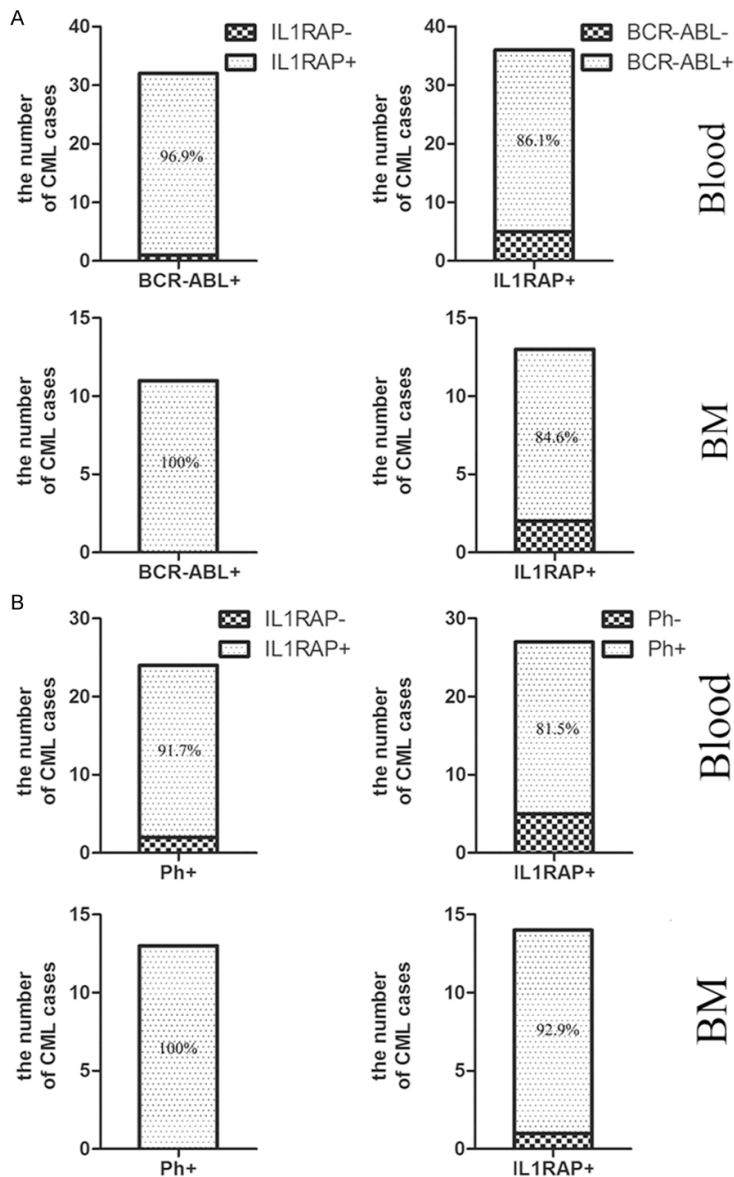 A
IL1RAP-
IL1RAP+
the number
of CML cases
40
30
20
10
0
96.9%
BCR-ABL+
BCR-ABL-
BCR-ABL+
the number
of CML cases
40
30
20
10
0
86.1%
IL1RAP+
Blood
the number
of CML cases
15
10
5
0
100%
BCR-ABL+
the number
of CML cases
15
10
5
0
84.6%
IL1RAP+
BM
B
IL1RAP-
IL1RAP+
the number
of CML cases
30
20
10
0
91.7%
Ph+
Ph-
Ph+
the number
of CML cases
30
20
10
0
81.5%
IL1RAP+
Blood
the number
of CML cases
15
10
5
0
100%
Ph+
the number
of CML cases
15
10
5
0
92.9%
IL1RAP+
BM